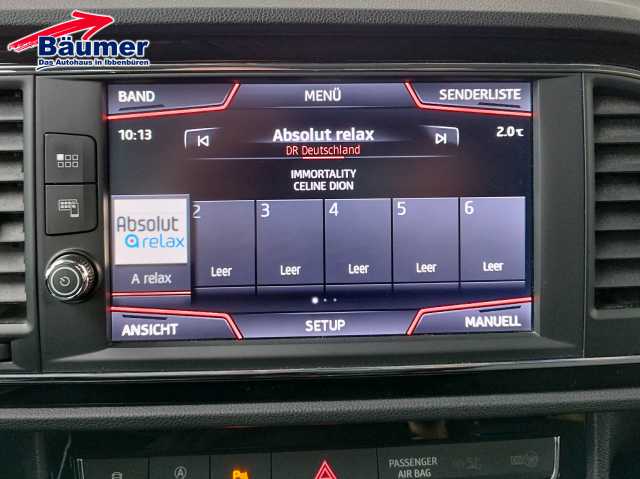 Bäumer
Das Autohaus in Ibbenbüren
BAND
MENÜ
SENDERLISTE
10:13
Absolut relax
2.0℃
DR Deutschland
IMMORTALITY
CELINE DION
2
3
4
5
6
Absolut
relax
Leer
Leer
Leer
Leer
Leer
A relax
ANSICHT
SETUP
MANUELL
PASSENGER
AIR BAG